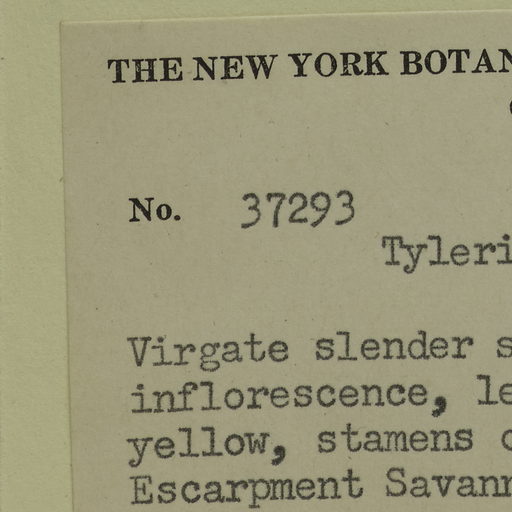 THE NEW YORK BOTAN
No. 37293
Tyleri
Virgate slender s
inflorescence, le
yellow, stamens
Escarpment Savann